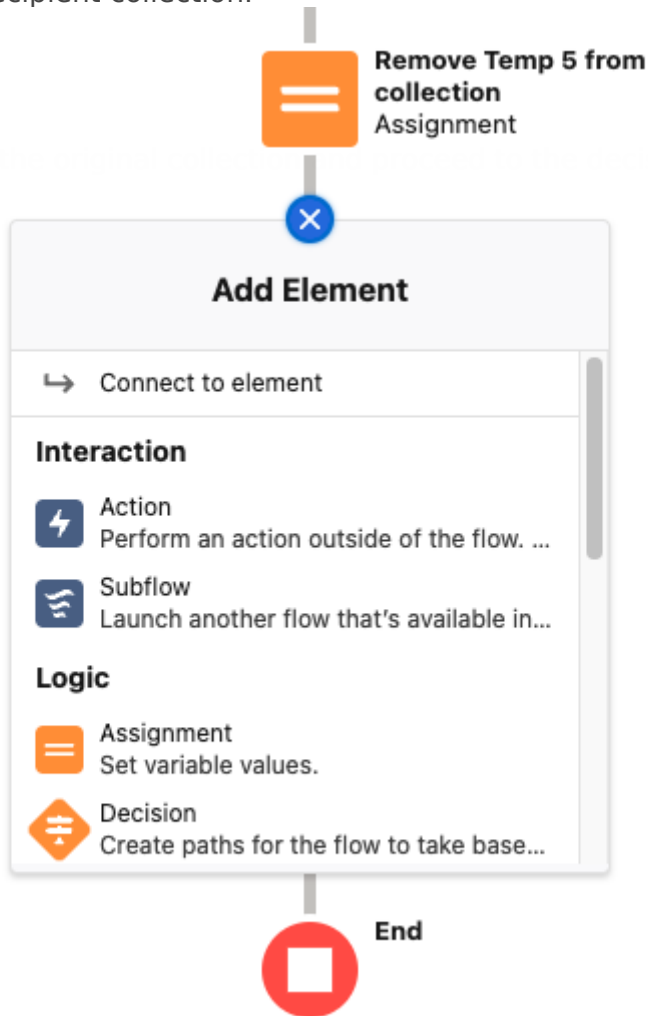 collection.
Remove Temp 5 from
collection
Assignment
Add Element
Connect to element
Interaction
Action
Perform an action outside of the flow. ...
Subflow
Launch another flow that's available in...
Logic
Assignment
Set variable values.
Decision
Create paths for the flow to take base...
End